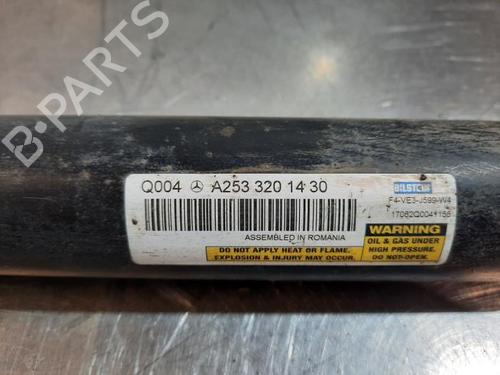 B-Parts
Q004 A253 320 14 30
ASSEMBLED IN ROMANIA
DO NOT APPLY HEAT OR FLAME.
EXPLOSION & INJURY MAY OCCUR.
BILSTEIN
F4-VE3-J599-W4
17062Q0041155
WARNING
OIL & GAS UNDER
HIGH PRESSURE.
DO NOT OPEN.